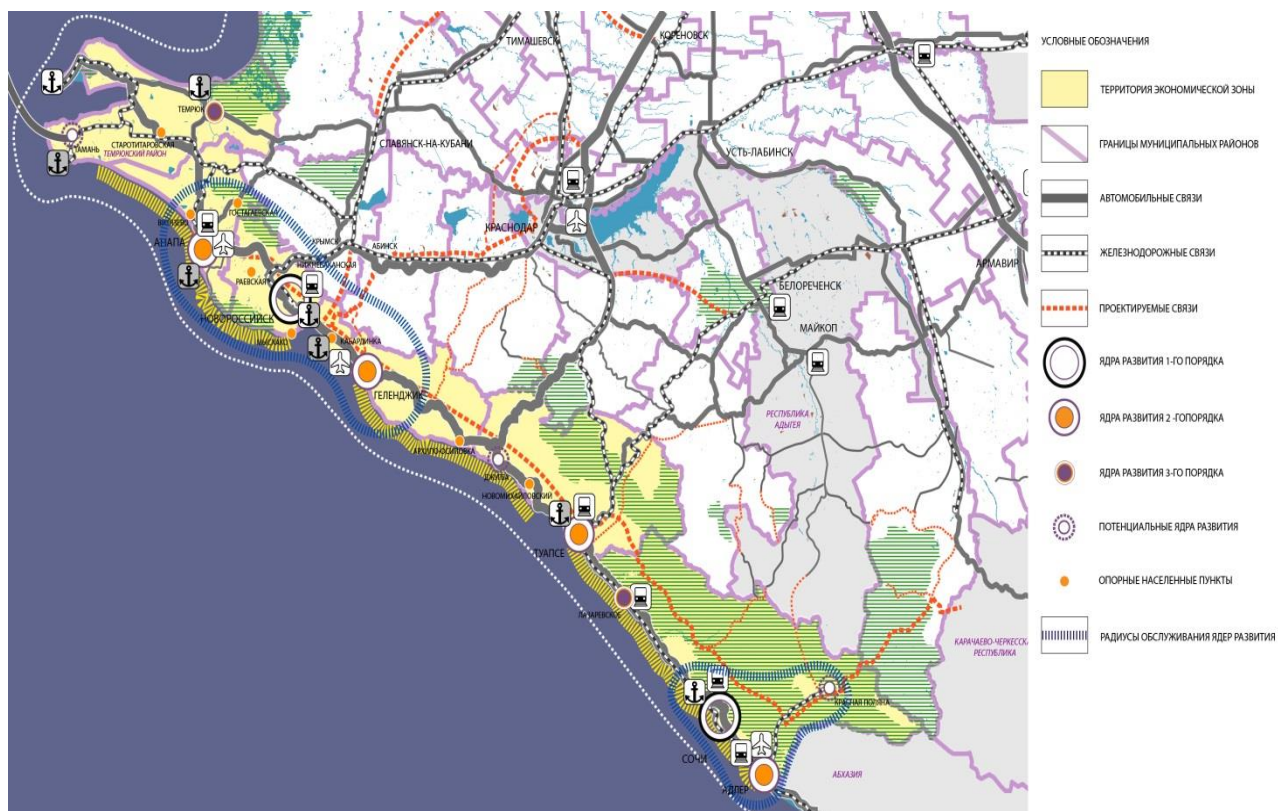 ТИМАШЕВСК
КОРЕНОВСК
ТЕМРЮК
ТАМАНЬ
СТАРОТИТАРОВСКАЯ
ТЕМРЮКСКИЙ РАЙОН
СЛАВЯНСК-НА-КУБАНИ
УСТЬ-ЛАБИНСК
ГОСТАГАЕВСКАЯ
АНАПА
КРЫМСК
АБИНСК
КРАСНОДАР
АРМАВИР
РАЕВСКАЯ
БЕЛОРЕЧЕНСК
НОВОРОССИЙСК
МАЙКОП
МЫСХАКО
КАБАРДИНКА
ГЕЛЕНДЖИК
РЕСПУБЛИКА
АДЫГЕЯ
АРХИПО-ОСИПОВКА
ДЖУБГА
НОВОМИХАЙЛОВСКИЙ
ТУАПСЕ
ЛАЗАРЕВСКОЕ
КАРАЧАЕВО-ЧЕРКЕССКА
РЕСПУБЛИКА
КРАСНАЯ ПОЛЯНА
СОЧИ
АДЛЕР
АБХАЗИЯ
УСЛОВНЫЕ ОБОЗНАЧЕНИЯ
ТЕРРИТОРИЯ ЭКОНОМИЧЕСКОЙ ЗОНЫ
ГРАНИЦЫ МУНИЦИПАЛЬНЫХ РАЙОНОВ
АВТОМОБИЛЬНЫЕ СВЯЗИ
ЖЕЛЕЗНОДОРОЖНЫЕ СВЯЗИ
ПРОЕКТИРУЕМЫЕ СВЯЗИ
ЯДРА РАЗВИТИЯ 1-ГО ПОРЯДКА
ЯДРА РАЗВИТИЯ 2 -ГОПОРЯДКА
ЯДРА РАЗВИТИЯ 3-ГО ПОРЯДКА
ПОТЕНЦИАЛЬНЫЕ ЯДРА РАЗВИТИЯ
ОПОРНЫЕ НАСЕЛЕННЫЕ ПУНКТЫ
РАДИУСЫ ОБСЛУЖИВАНИЯ ЯДЕР РАЗВИТИЯ